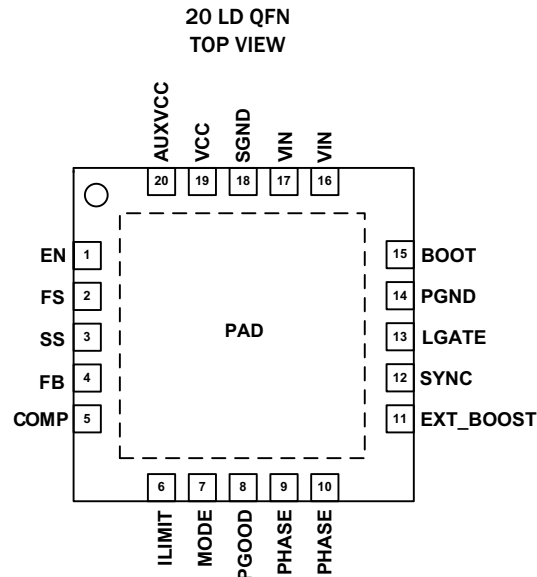 20 LD QFN
TOP VIEW
AUXVCC
VCC
SGND
VIN
VIN
20
19
18
17
16
EN 1
FS 2
SS 3
FB 4
COMP 5
PAD
15 BOOT
14 PGND
13 LGATE
12 SYNC
11 EXT_BOOST
6
7
8
9
10
ILIMIT
MODE
PGOOD
PHASE
PHASE